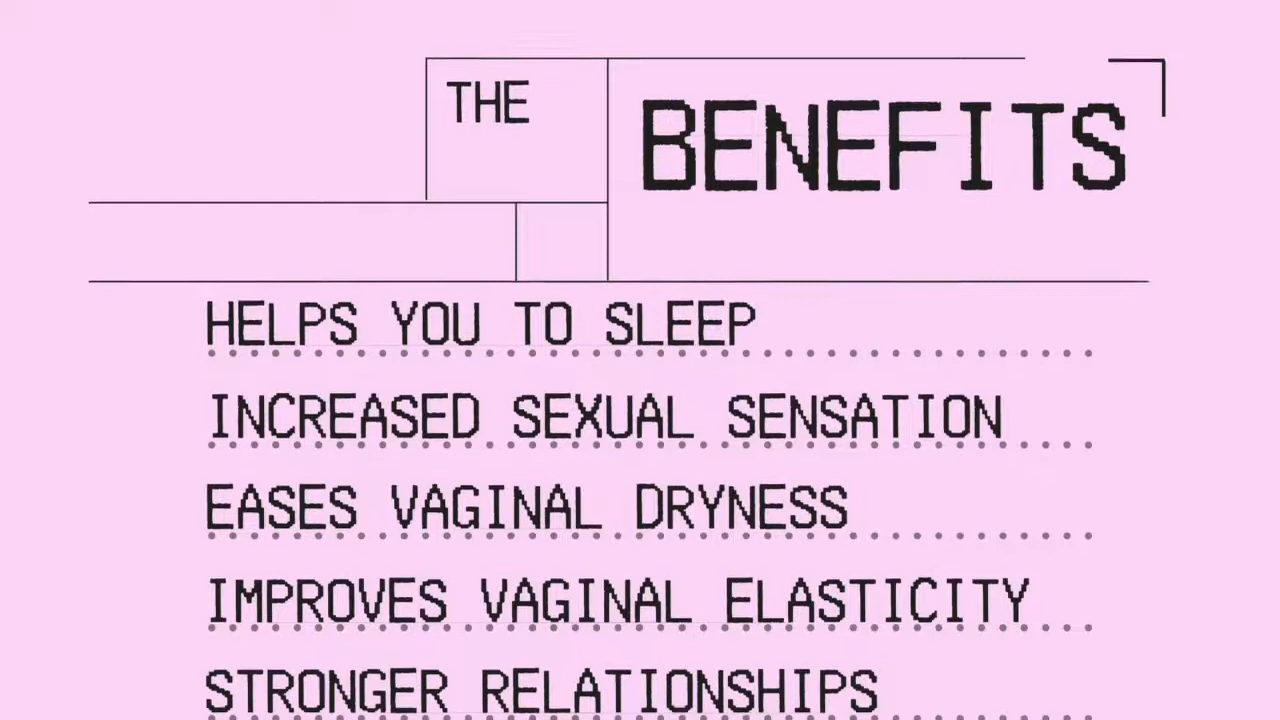 THE
BENEFITS
HELPS YOU TO SLEEP
INCREASED SEXUAL SENSATION
EASES VAGINAL DRYNESS
IMPROVES VAGINAL ELASTICITY
STRONGER RELATIONSHIPS